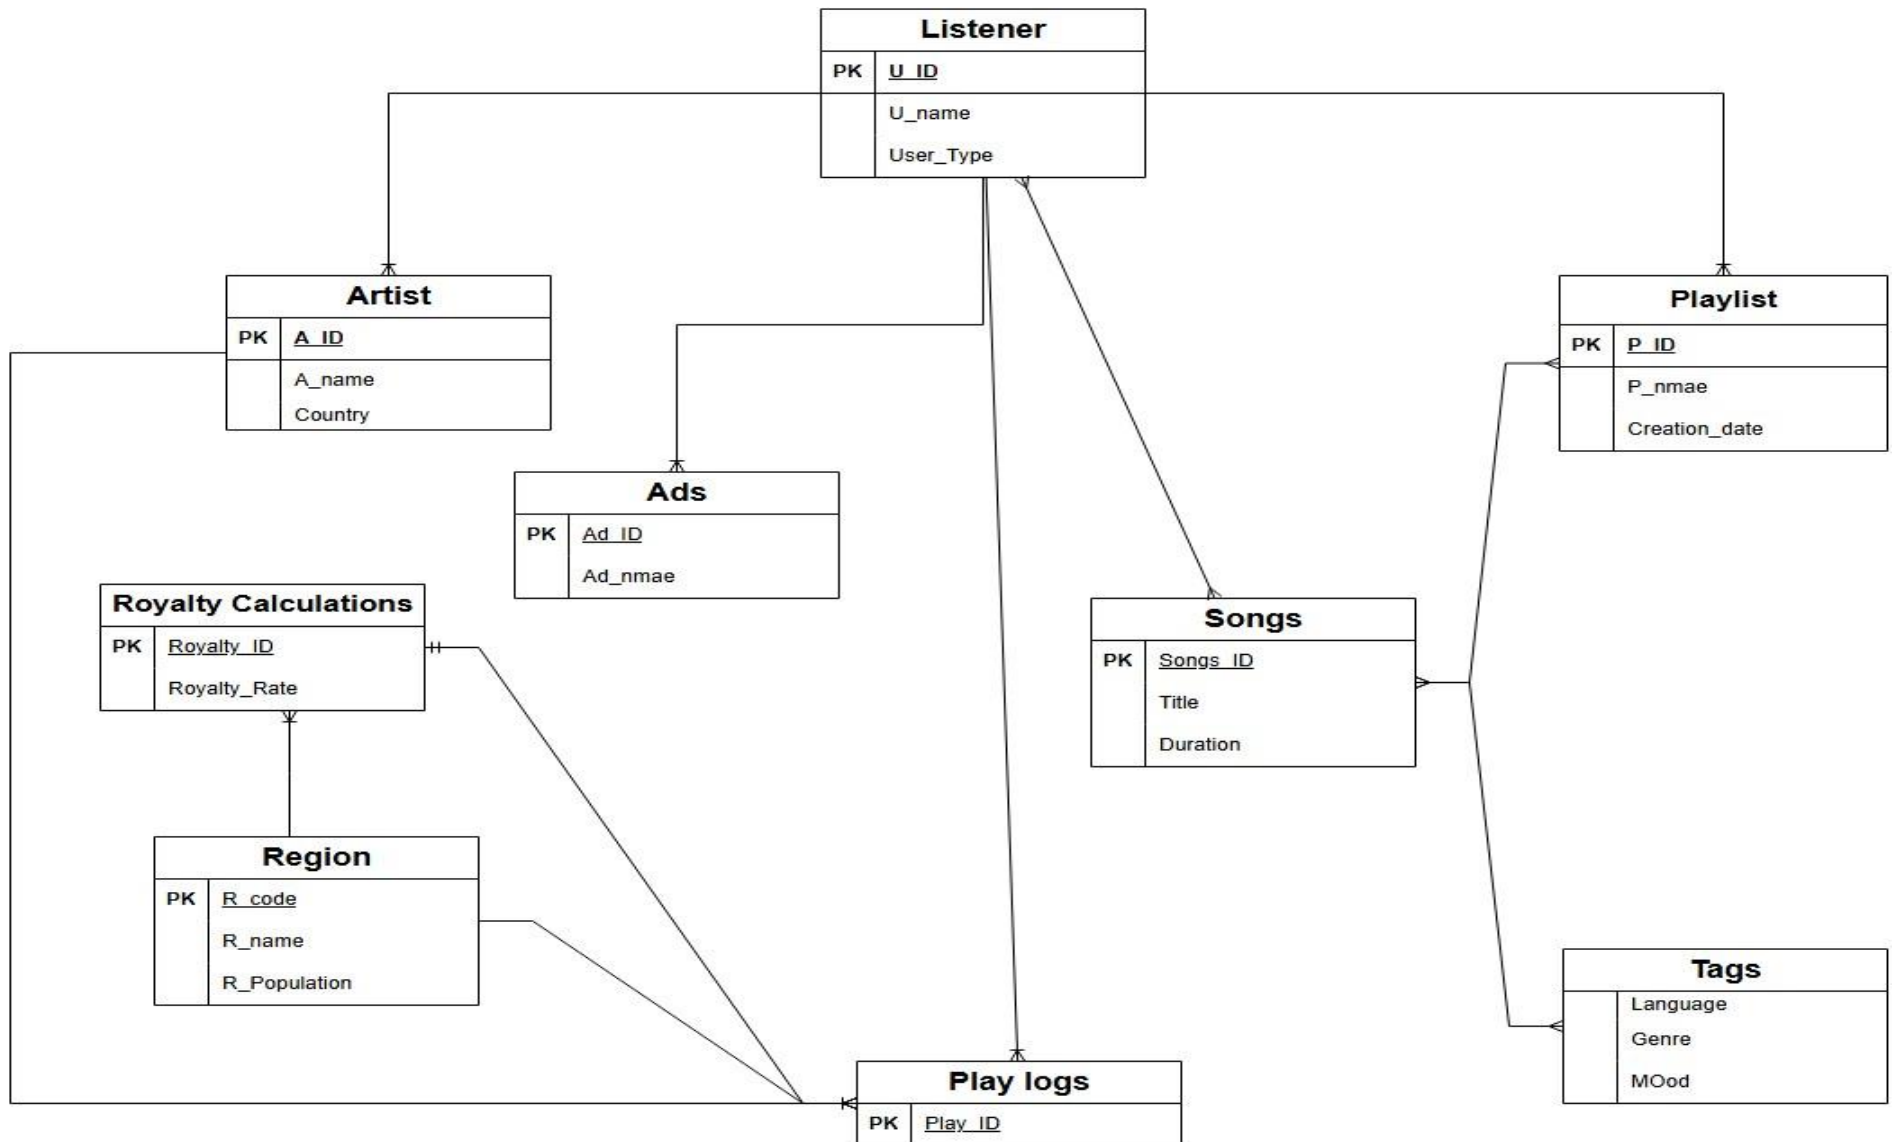 Listener
PK U_ID
U_name
User_Type
Artist
PK A_ID
A_name
Country
Playlist
PK P_ID
P_nmae
Creation_date
Ads
PK Ad_ID
Ad_nmae
Royalty Calculations
PK Royalty_ID
Royalty_Rate
Songs
PK Songs_ID
Title
Duration
Region
PK R_code
R_name
R_Population
Tags
Language
Genre
MOod
Play logs
PK Play_ID